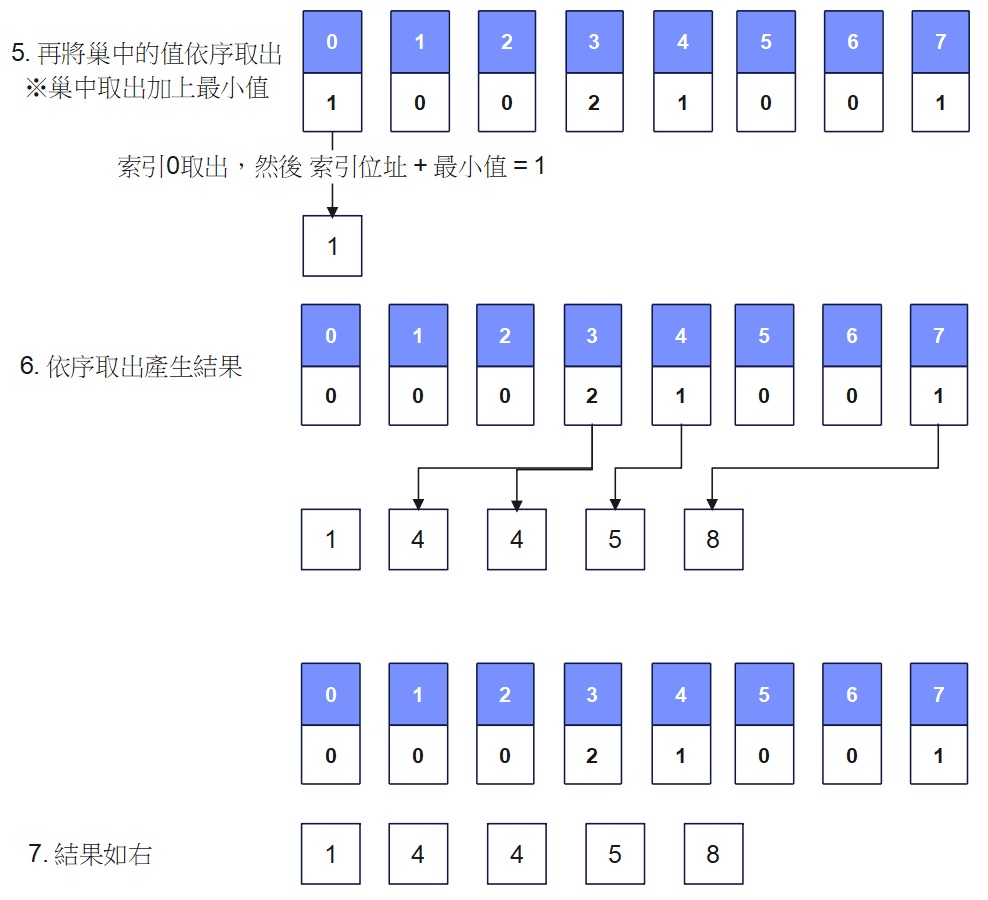 0 1 2 3 4 5 6 7
5. 再將巢中的值依序取出
※巢中取出加上最小值
1 0 0 2 1 0 0 1
索引0取出，然後 索引位址 + 最小值 = 1
1
0 1 2 3 4 5 6 7
6. 依序取出產生結果
0 0 0 2 1 0 0 1
1 4 4 5 8
0 1 2 3 4 5 6 7
0 0 0 2 1 0 0 1
7. 結果如右
1 4 4 5 8